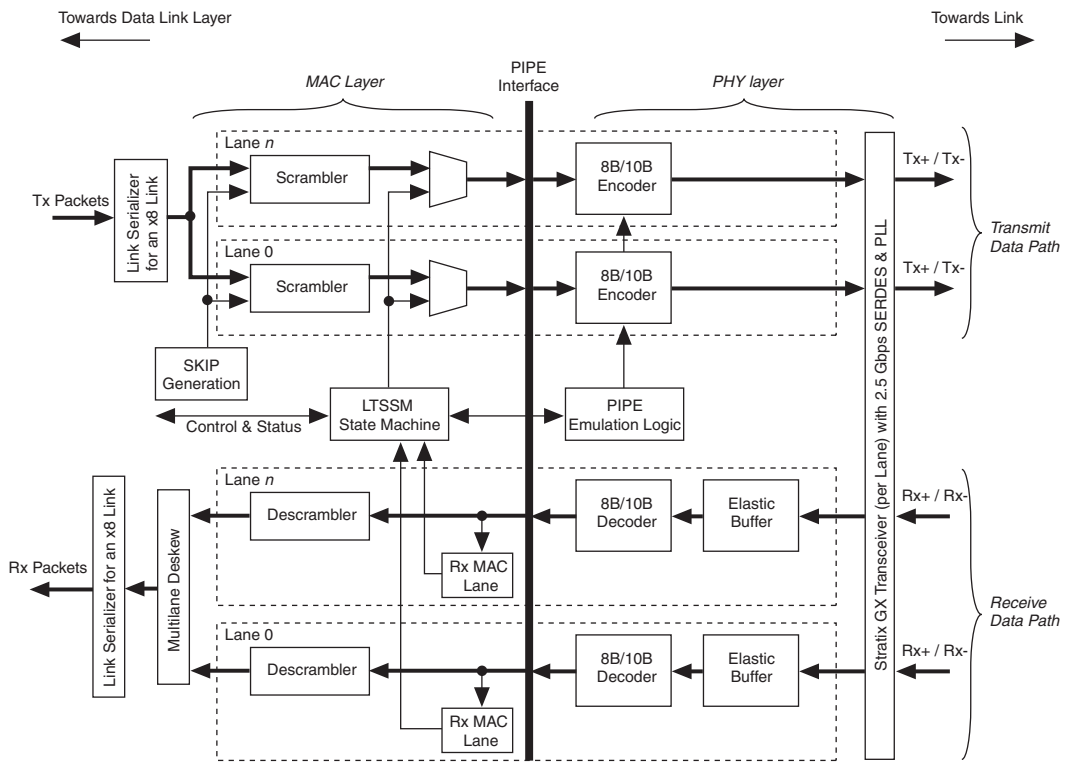 Towards Data Link Layer
Towards Link
MAC Layer
PIPE
Interface
PHY layer
Lane n
Scrambler
8B/10B
Encoder
Tx+ / Tx-
Tx Packets
Link Serializer
for an x8 Link
Lane 0
Scrambler
8B/10B
Encoder
Tx+ / Tx-
Transmit
Data Path
SKIP
Generation
Control & Status
LTSSM
State Machine
PIPE
Emulation Logic
Stratix GX Transceiver (per Lane) with 2.5 Gbps SERDES & PLL
Lane n
Descrambler
8B/10B
Decoder
Elastic
Buffer
Rx+ / Rx-
Rx MAC
Lane
Rx Packets
Link Serializer for an x8 Link
Multilane Deskew
Receive
Data Path
Lane 0
Descrambler
8B/10B
Decoder
Elastic
Buffer
Rx+ / Rx-
Rx MAC
Lane